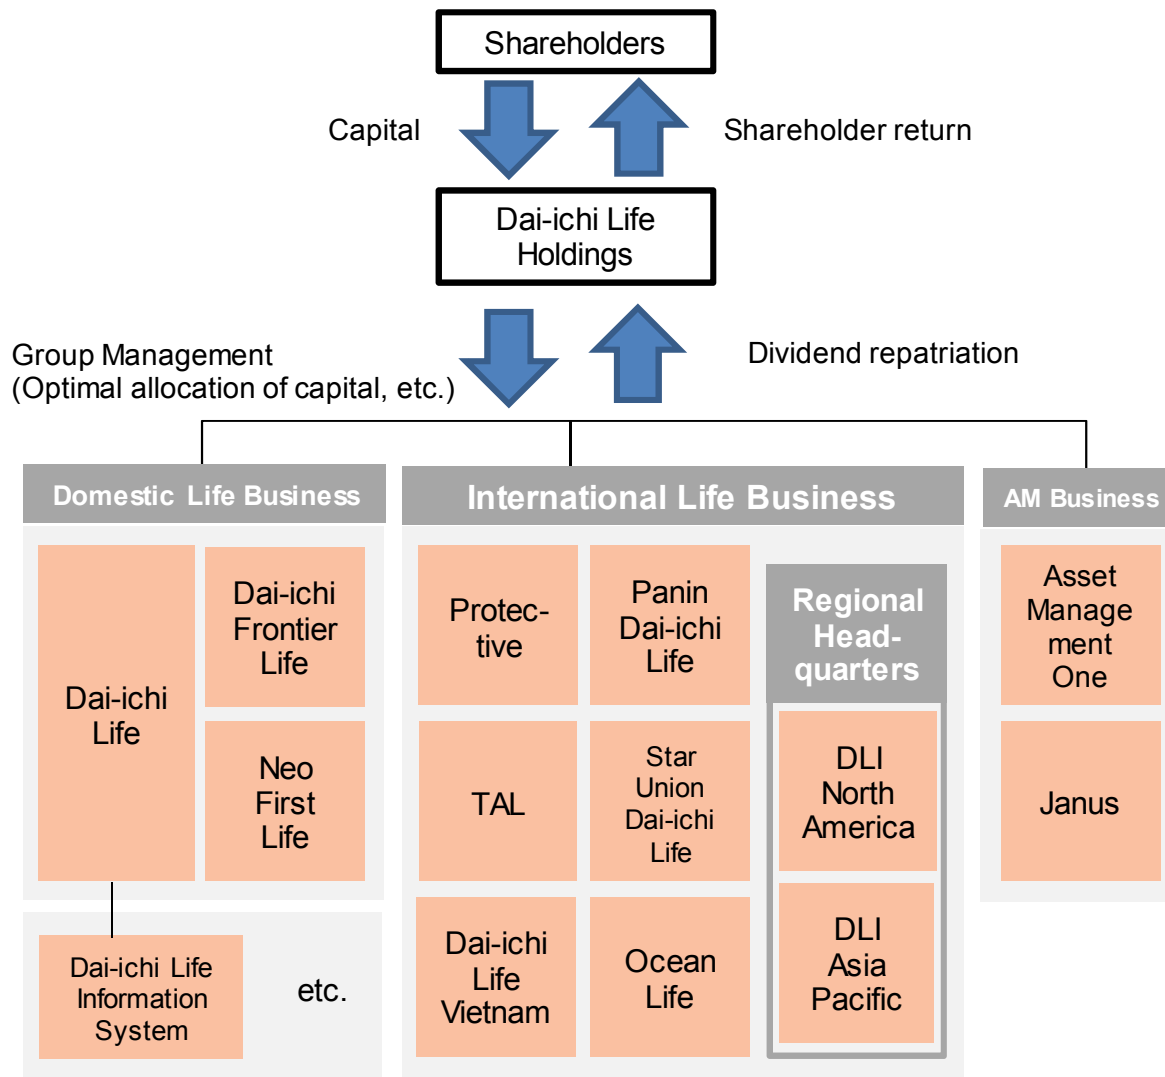 Shareholders
Capital
Shareholder return
Dai-ichi Life
Holdings
Group Management
(Optimal allocation of capital, etc.)
Dividend repatriation
Domestic Life Business
Dai-ichi
Life
Dai-ichi
Frontier
Life
Neo
First
Life
Dai-ichi Life
Information
System
etc.
International Life Business
Protec-
tive
Panin
Dai-ichi
Life
TAL
Star
Union
Dai-ichi
Life
Dai-ichi
Life
Vietnam
Ocean
Life
Regional
Head-
quarters
DLI
North
America
DLI
Asia
Pacific
AM Business
Asset
Manage
ment
One
Janus